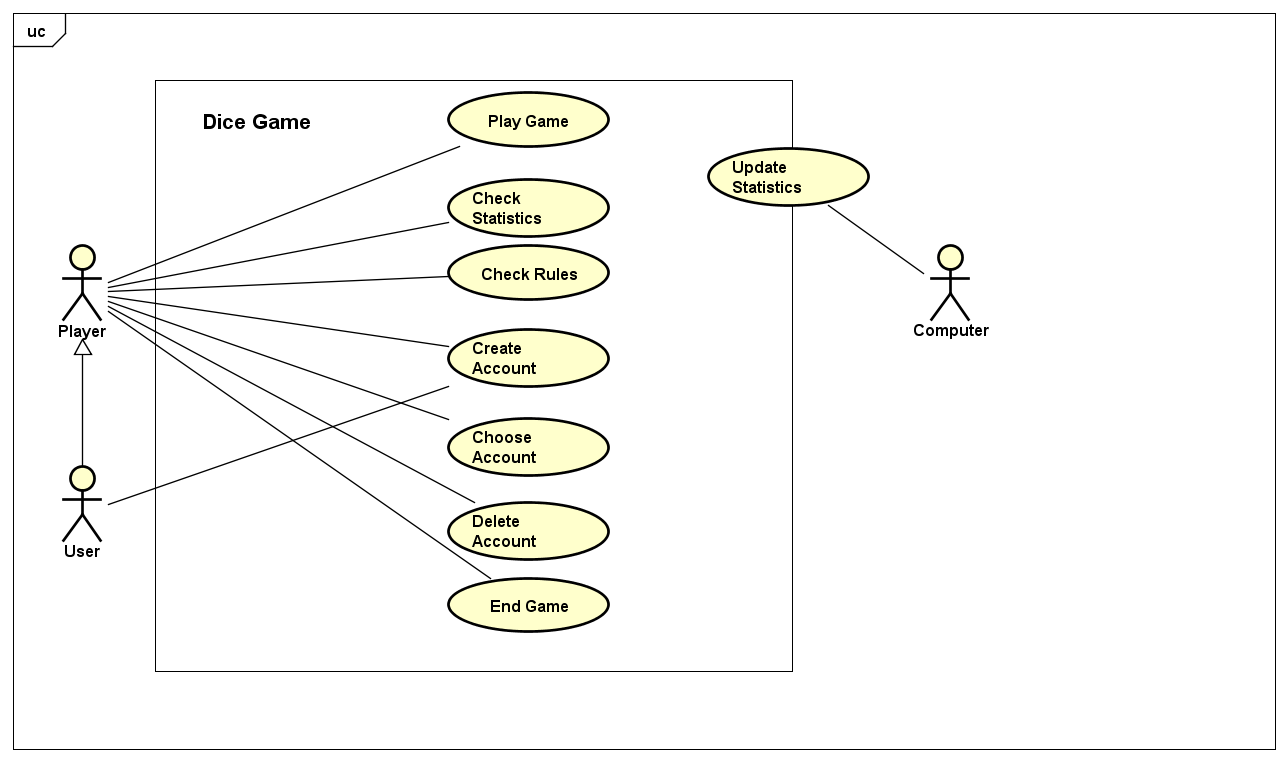 uc
Dice Game
Play Game
Update
Statistics
Check
Statistics
Check Rules
Player
Computer
Create
Account
Choose
Account
Delete
Account
User
End Game